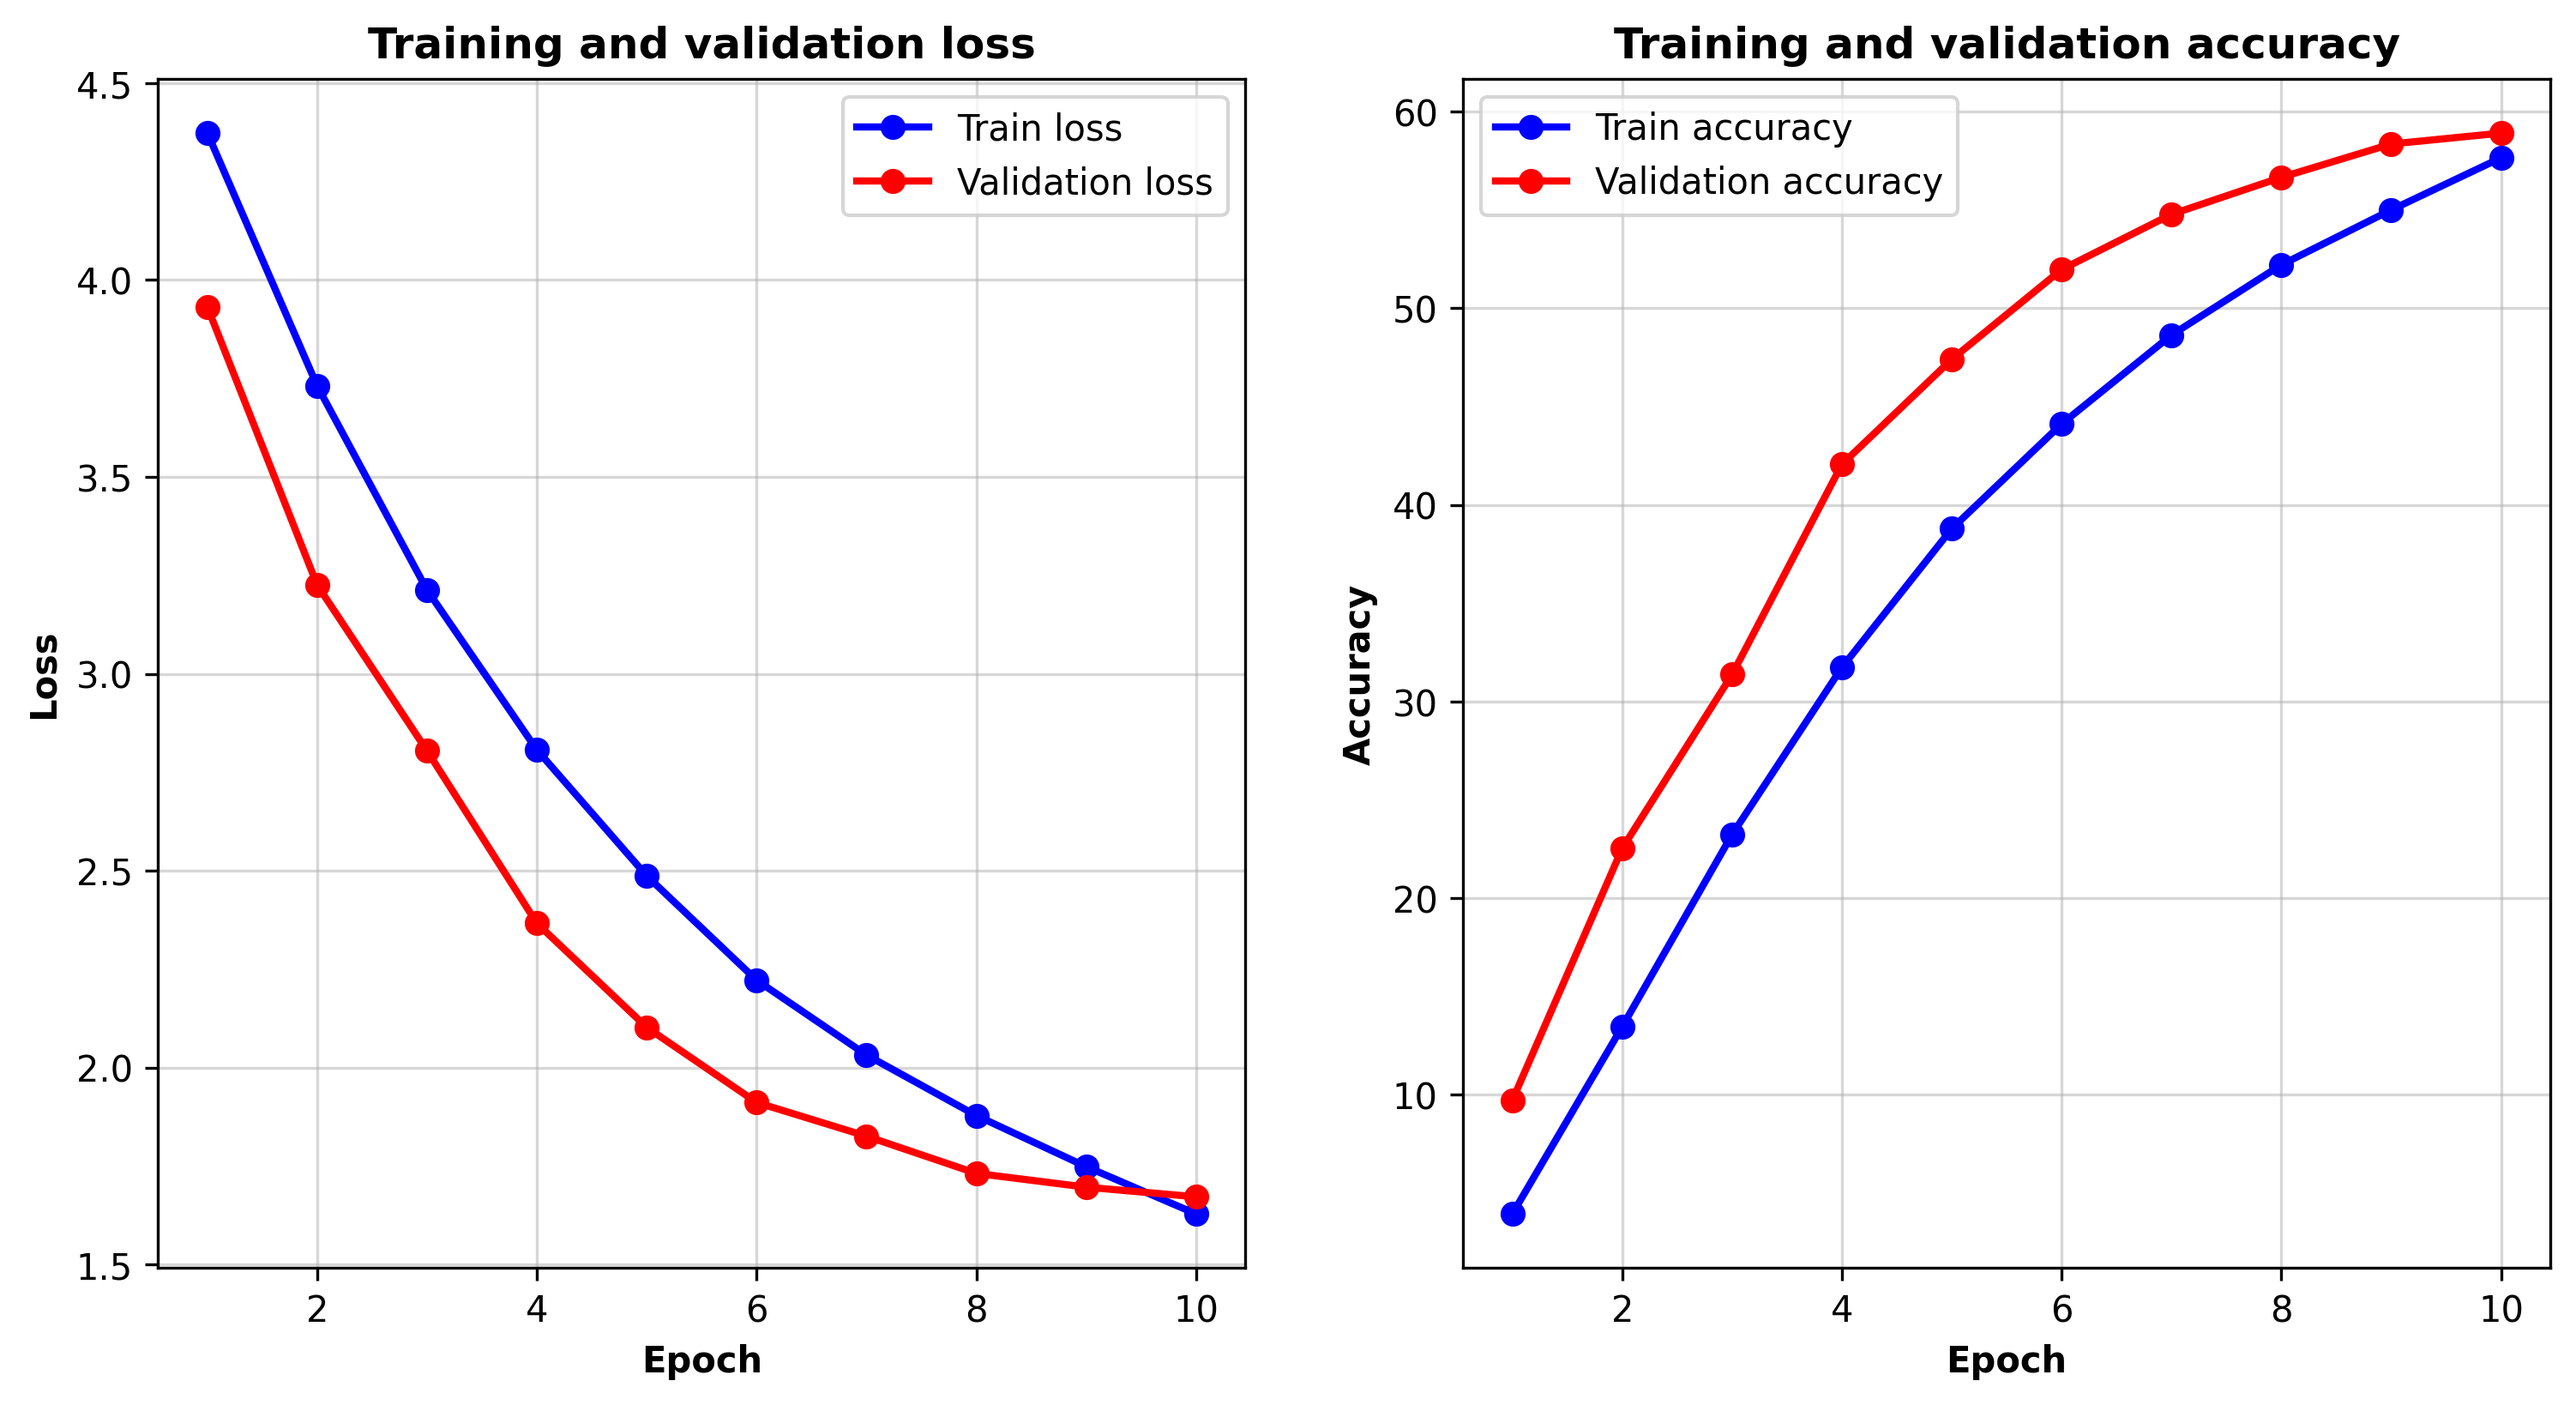 Training and validation loss
4.5
4.0
3.5
3.0
2.5
2.0
1.5
Loss
Train loss
Validation loss
2 4 6 8 10
Epoch
Training and validation accuracy
60
50
40
30
20
10
Accuracy
Train accuracy
Validation accuracy
2 4 6 8 10
Epoch